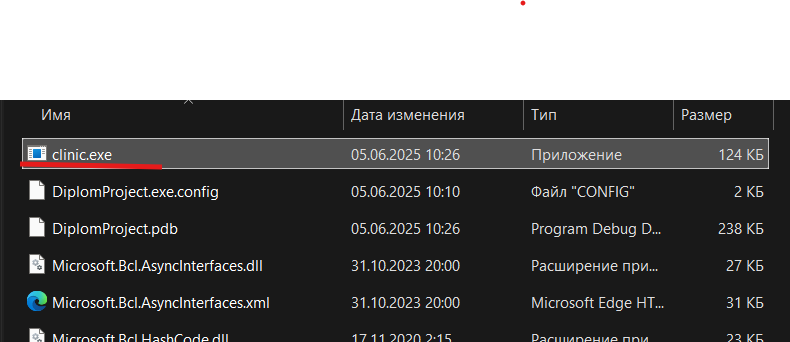 Имя Дата изменения Тип Размер
clinic.exe 05.06.2025 10:26 Приложение 124 КБ
DiplomProject.exe.config 05.06.2025 10:10 Файл "CONFIG" 2 КБ
DiplomProject.pdb 05.06.2025 10:26 Program Debug D... 238 КБ
Microsoft.Bcl.AsyncInterfaces.dll 31.10.2023 20:00 Расширение при... 27 КБ
Microsoft.Bcl.AsyncInterfaces.xml 31.10.2023 20:00 Microsoft Edge HT... 31 КБ
Microsoft.Bcl.HashCode.dll 17.11.2020 2:15 Расширение при... 23 КБ